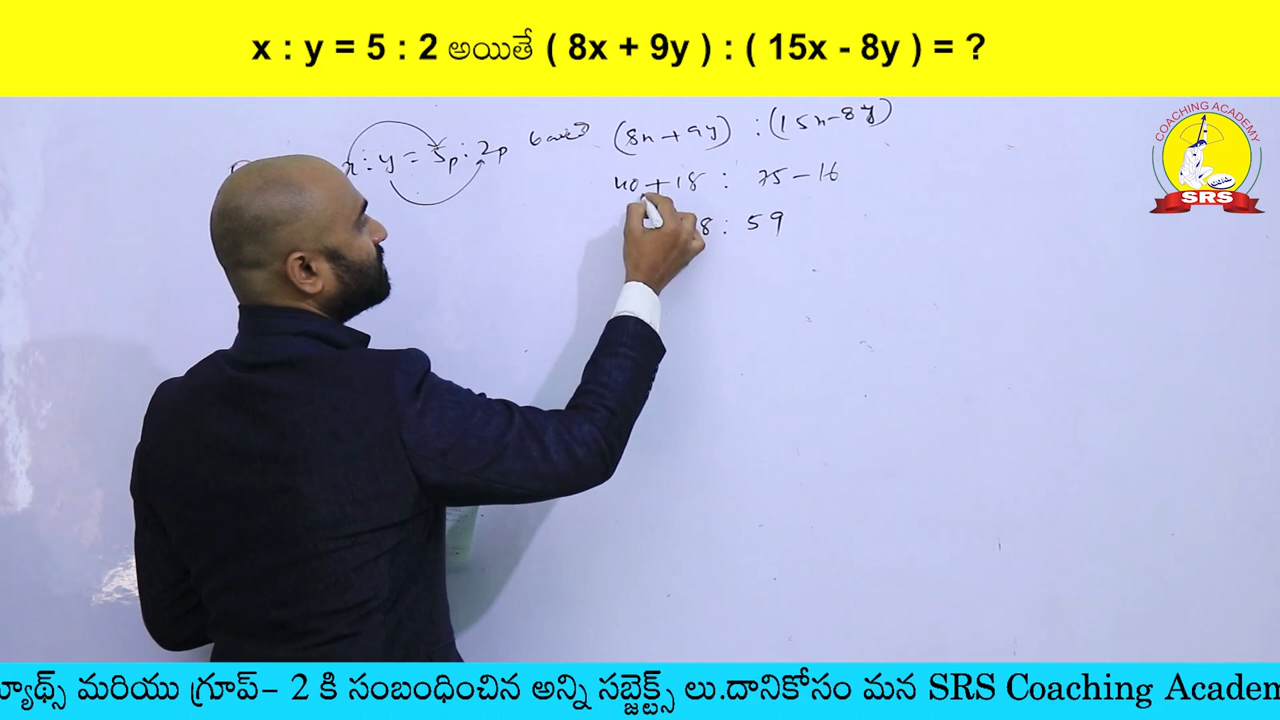 x : y = 5 : 2 అయితే ( 8x + 9y ) : ( 15x - 8y ) = ?
COACHING ACADEMY
SRS
x : y = 5p : 2p అయితే (8x + 9y) : (15x - 8y)
40 + 18 : 75 - 16
8 : 59
మ్యాథ్స్ మరియు గ్రూప్- 2 కి సంబంధించిన అన్ని సబ్జెక్ట్స్ లు.దానికోసం మన SRS Coaching Academ